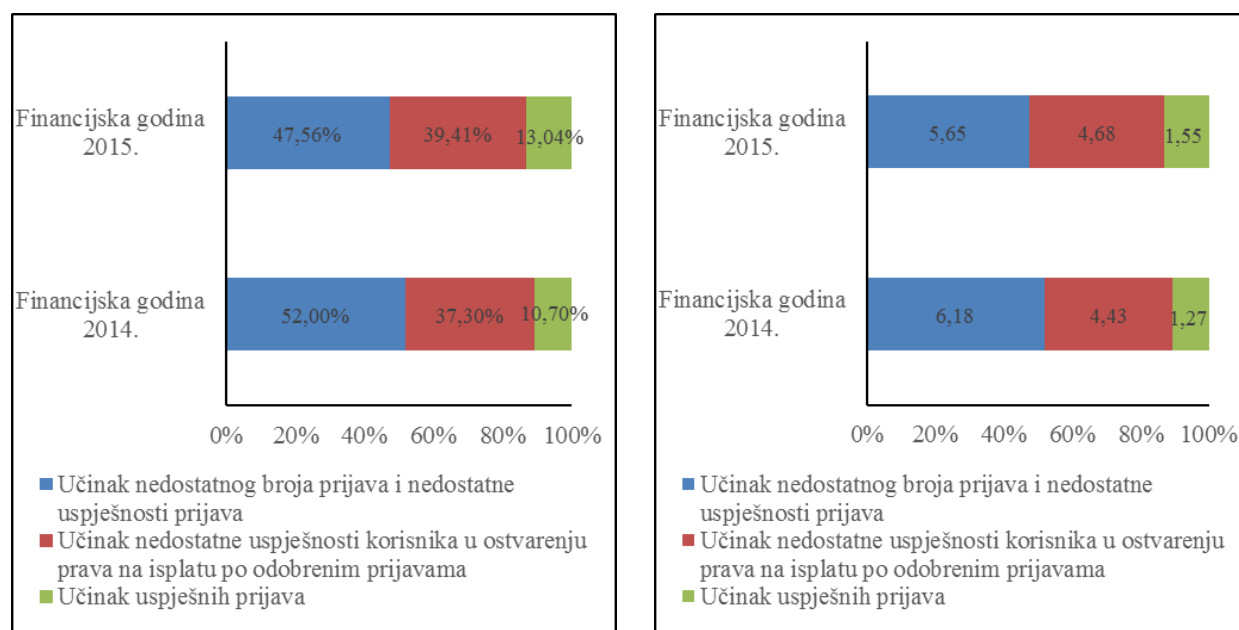 Financijska godina
2015.
47,56%
39,41%
13,04%
Financijska godina
2014.
52,00%
37,30%
10,70%
0% 20% 40% 60% 80% 100%
Učinak nedostatnog broja prijava i nedostatne
uspješnosti prijava
Učinak nedostatne uspješnosti korisnika u ostvarenju
prava na isplatu po odobrenim prijavama
Učinak uspješnih prijava
Financijska godina
2015.
5,65
4,68
1,55
Financijska godina
2014.
6,18
4,43
1,27
0% 20% 40% 60% 80% 100%
Učinak nedostatnog broja prijava i nedostatne
uspješnosti prijava
Učinak nedostatne uspješnosti korisnika u ostvarenju
prava na isplatu po odobrenim prijavama
Učinak uspješnih prijava